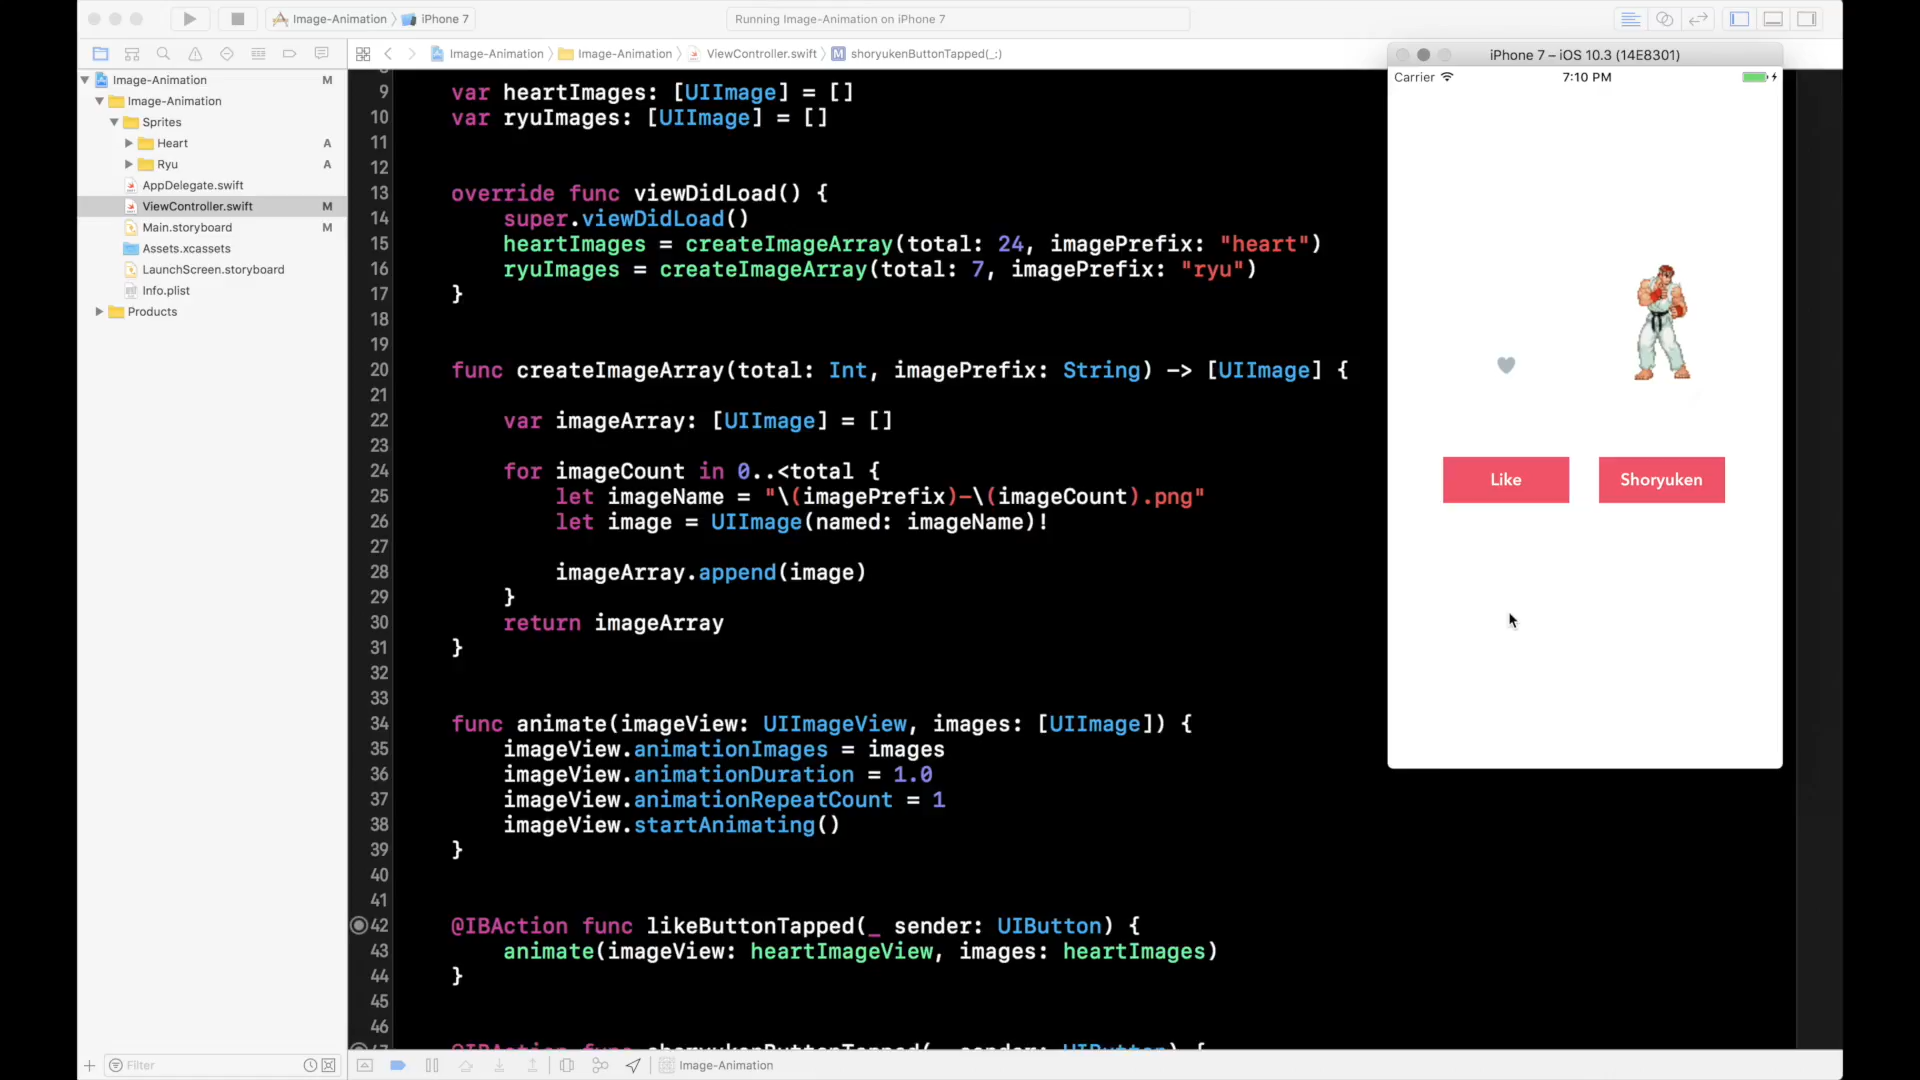 Image-Animation iPhone 7
Running Image-Animation on iPhone 7
Image-Animation Image-Animation ViewController.swift M shoryukenButtonTapped(_:)
Image-Animation M
Image-Animation
Sprites
Heart A
Ryu A
AppDelegate.swift
ViewController.swift M
Main.storyboard M
Assets.xcassets
LaunchScreen.storyboard
Info.plist
Products
Filter
9 var heartImages: [UIImage] = []
10 var ryuImages: [UIImage] = []
11
12
13 override func viewDidLoad() {
14 super.viewDidLoad()
15 heartImages = createImageArray(total: 24, imagePrefix: "heart")
16 ryuImages = createImageArray(total: 7, imagePrefix: "ryu")
17 }
18
19
20 func createImageArray(total: Int, imagePrefix: String) -> [UIImage] {
21
22 var imageArray: [UIImage] = []
23
24 for imageCount in 0..<total {
25 let imageName = "\(imagePrefix)-\(imageCount).png"
26 let image = UIImage(named: imageName)!
27
28 imageArray.append(image)
29 }
30 return imageArray
31 }
32
33
34 func animate(imageView: UIImageView, images: [UIImage]) {
35 imageView.animationImages = images
36 imageView.animationDuration = 1.0
37 imageView.animationRepeatCount = 1
38 imageView.startAnimating()
39 }
40
41
42 @IBAction func likeButtonTapped(_ sender: UIButton) {
43 animate(imageView: heartImageView, images: heartImages)
44 }
45
46
47 @IBAction func shoryukenButtonTapped(_ sender: UIButton) {
Image-Animation
iPhone 7 – iOS 10.3 (14E8301)
Carrier 7:10 PM
Like Shoryuken